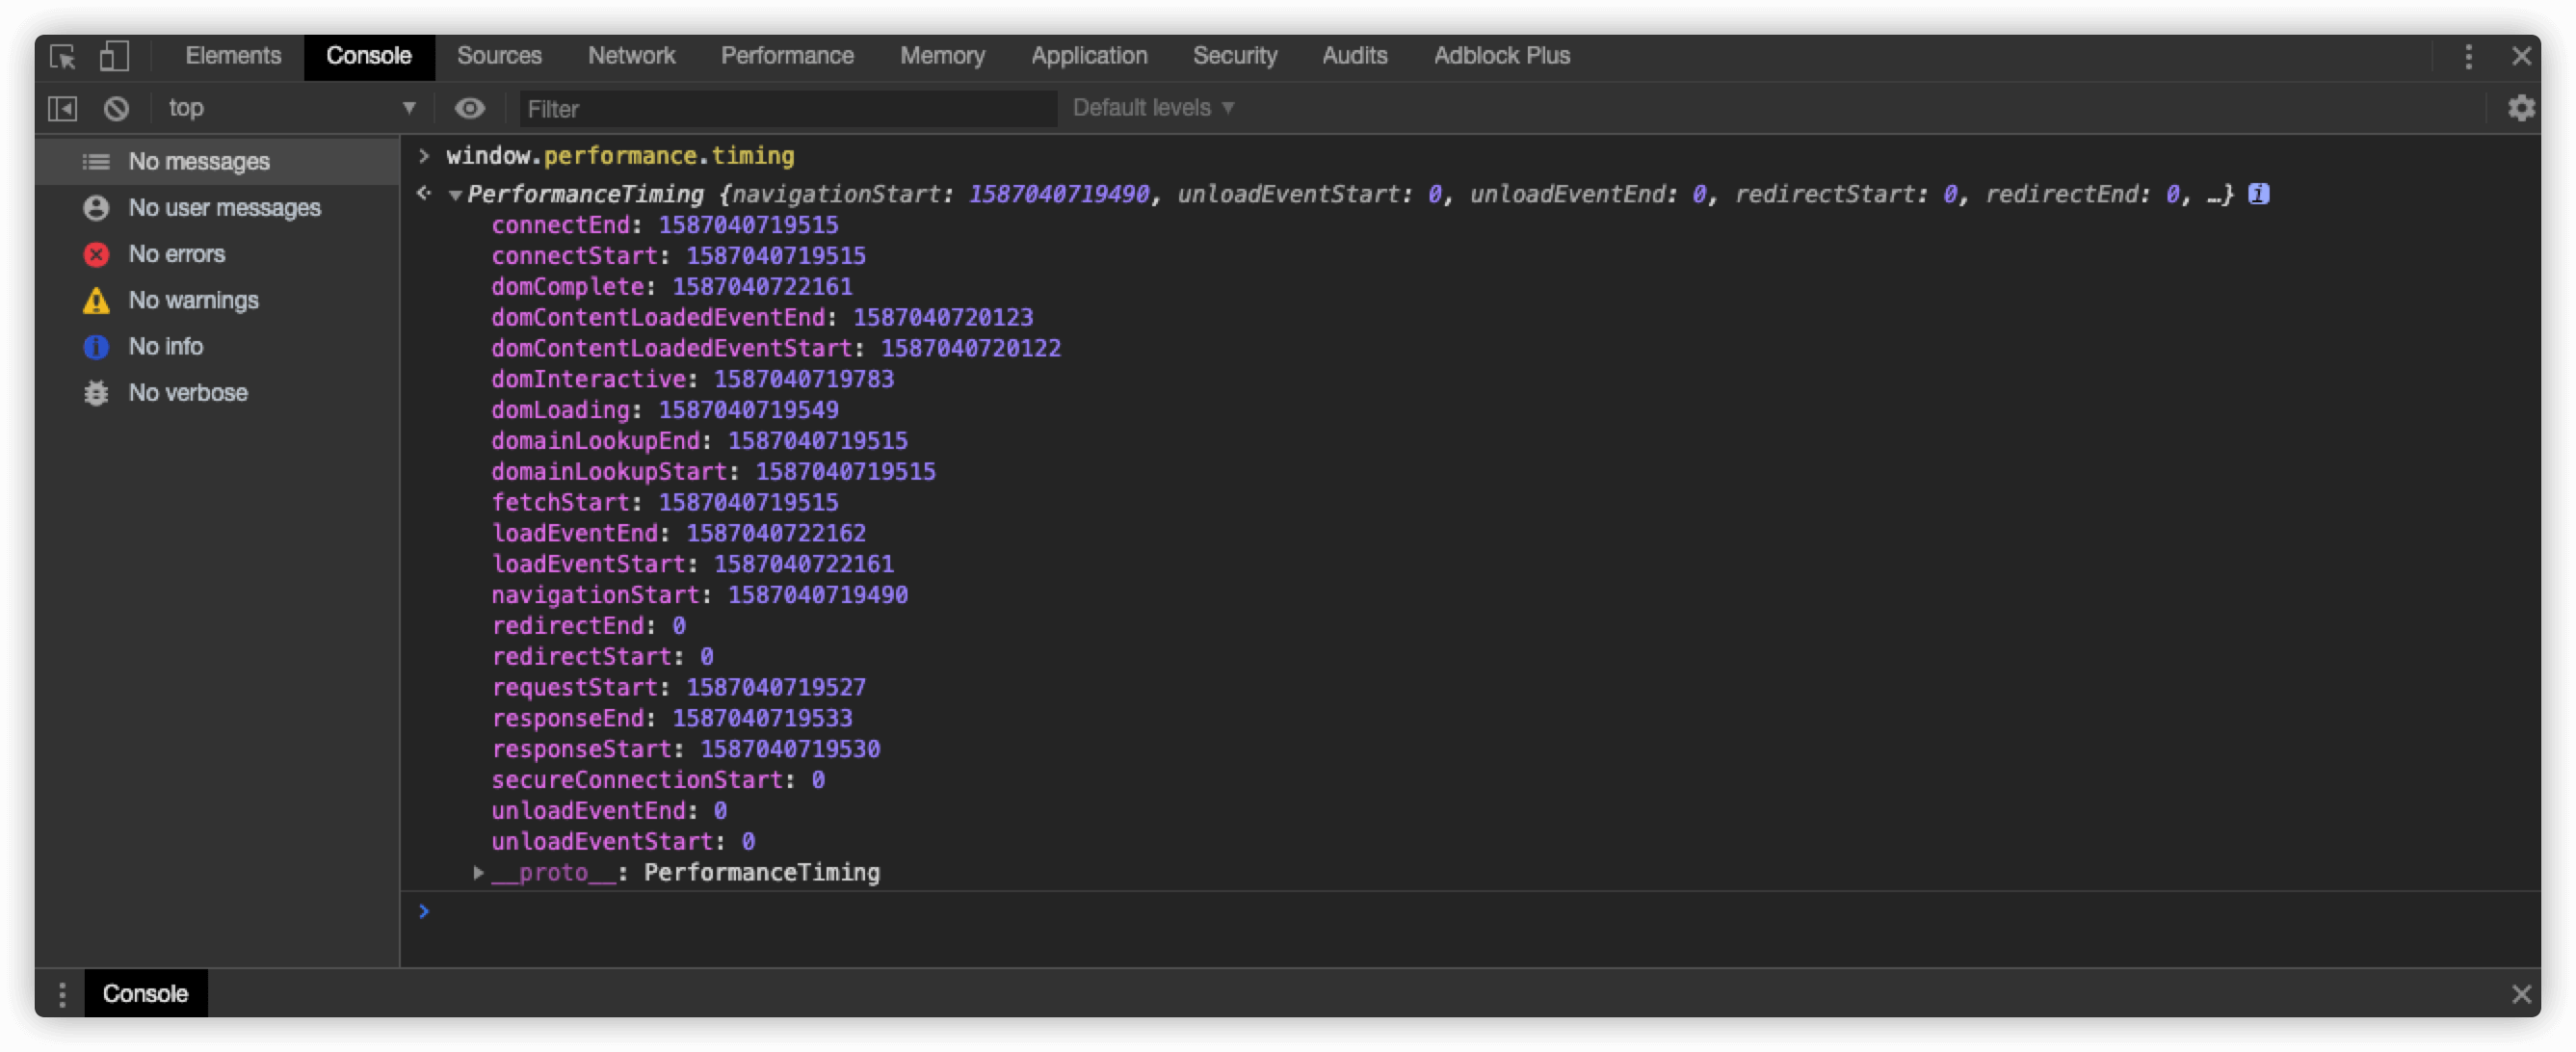 Elements Console Sources Network Performance Memory Application Security Audits Adblock Plus
top Filter Default levels
No messages
No user messages
No errors
No warnings
No info
No verbose
window.performance.timing
PerformanceTiming {navigationStart: 1587040719490, unloadEventStart: 0, unloadEventEnd: 0, redirectStart: 0, redirectEnd: 0, …}
connectEnd: 1587040719515
connectStart: 1587040719515
domComplete: 1587040722161
domContentLoadedEventEnd: 1587040720123
domContentLoadedEventStart: 1587040720122
domInteractive: 1587040719783
domLoading: 1587040719549
domainLookupEnd: 1587040719515
domainLookupStart: 1587040719515
fetchStart: 1587040719515
loadEventEnd: 1587040722162
loadEventStart: 1587040722161
navigationStart: 1587040719490
redirectEnd: 0
redirectStart: 0
requestStart: 1587040719527
responseEnd: 1587040719533
responseStart: 1587040719530
secureConnectionStart: 0
unloadEventEnd: 0
unloadEventStart: 0
__proto__: PerformanceTiming
Console